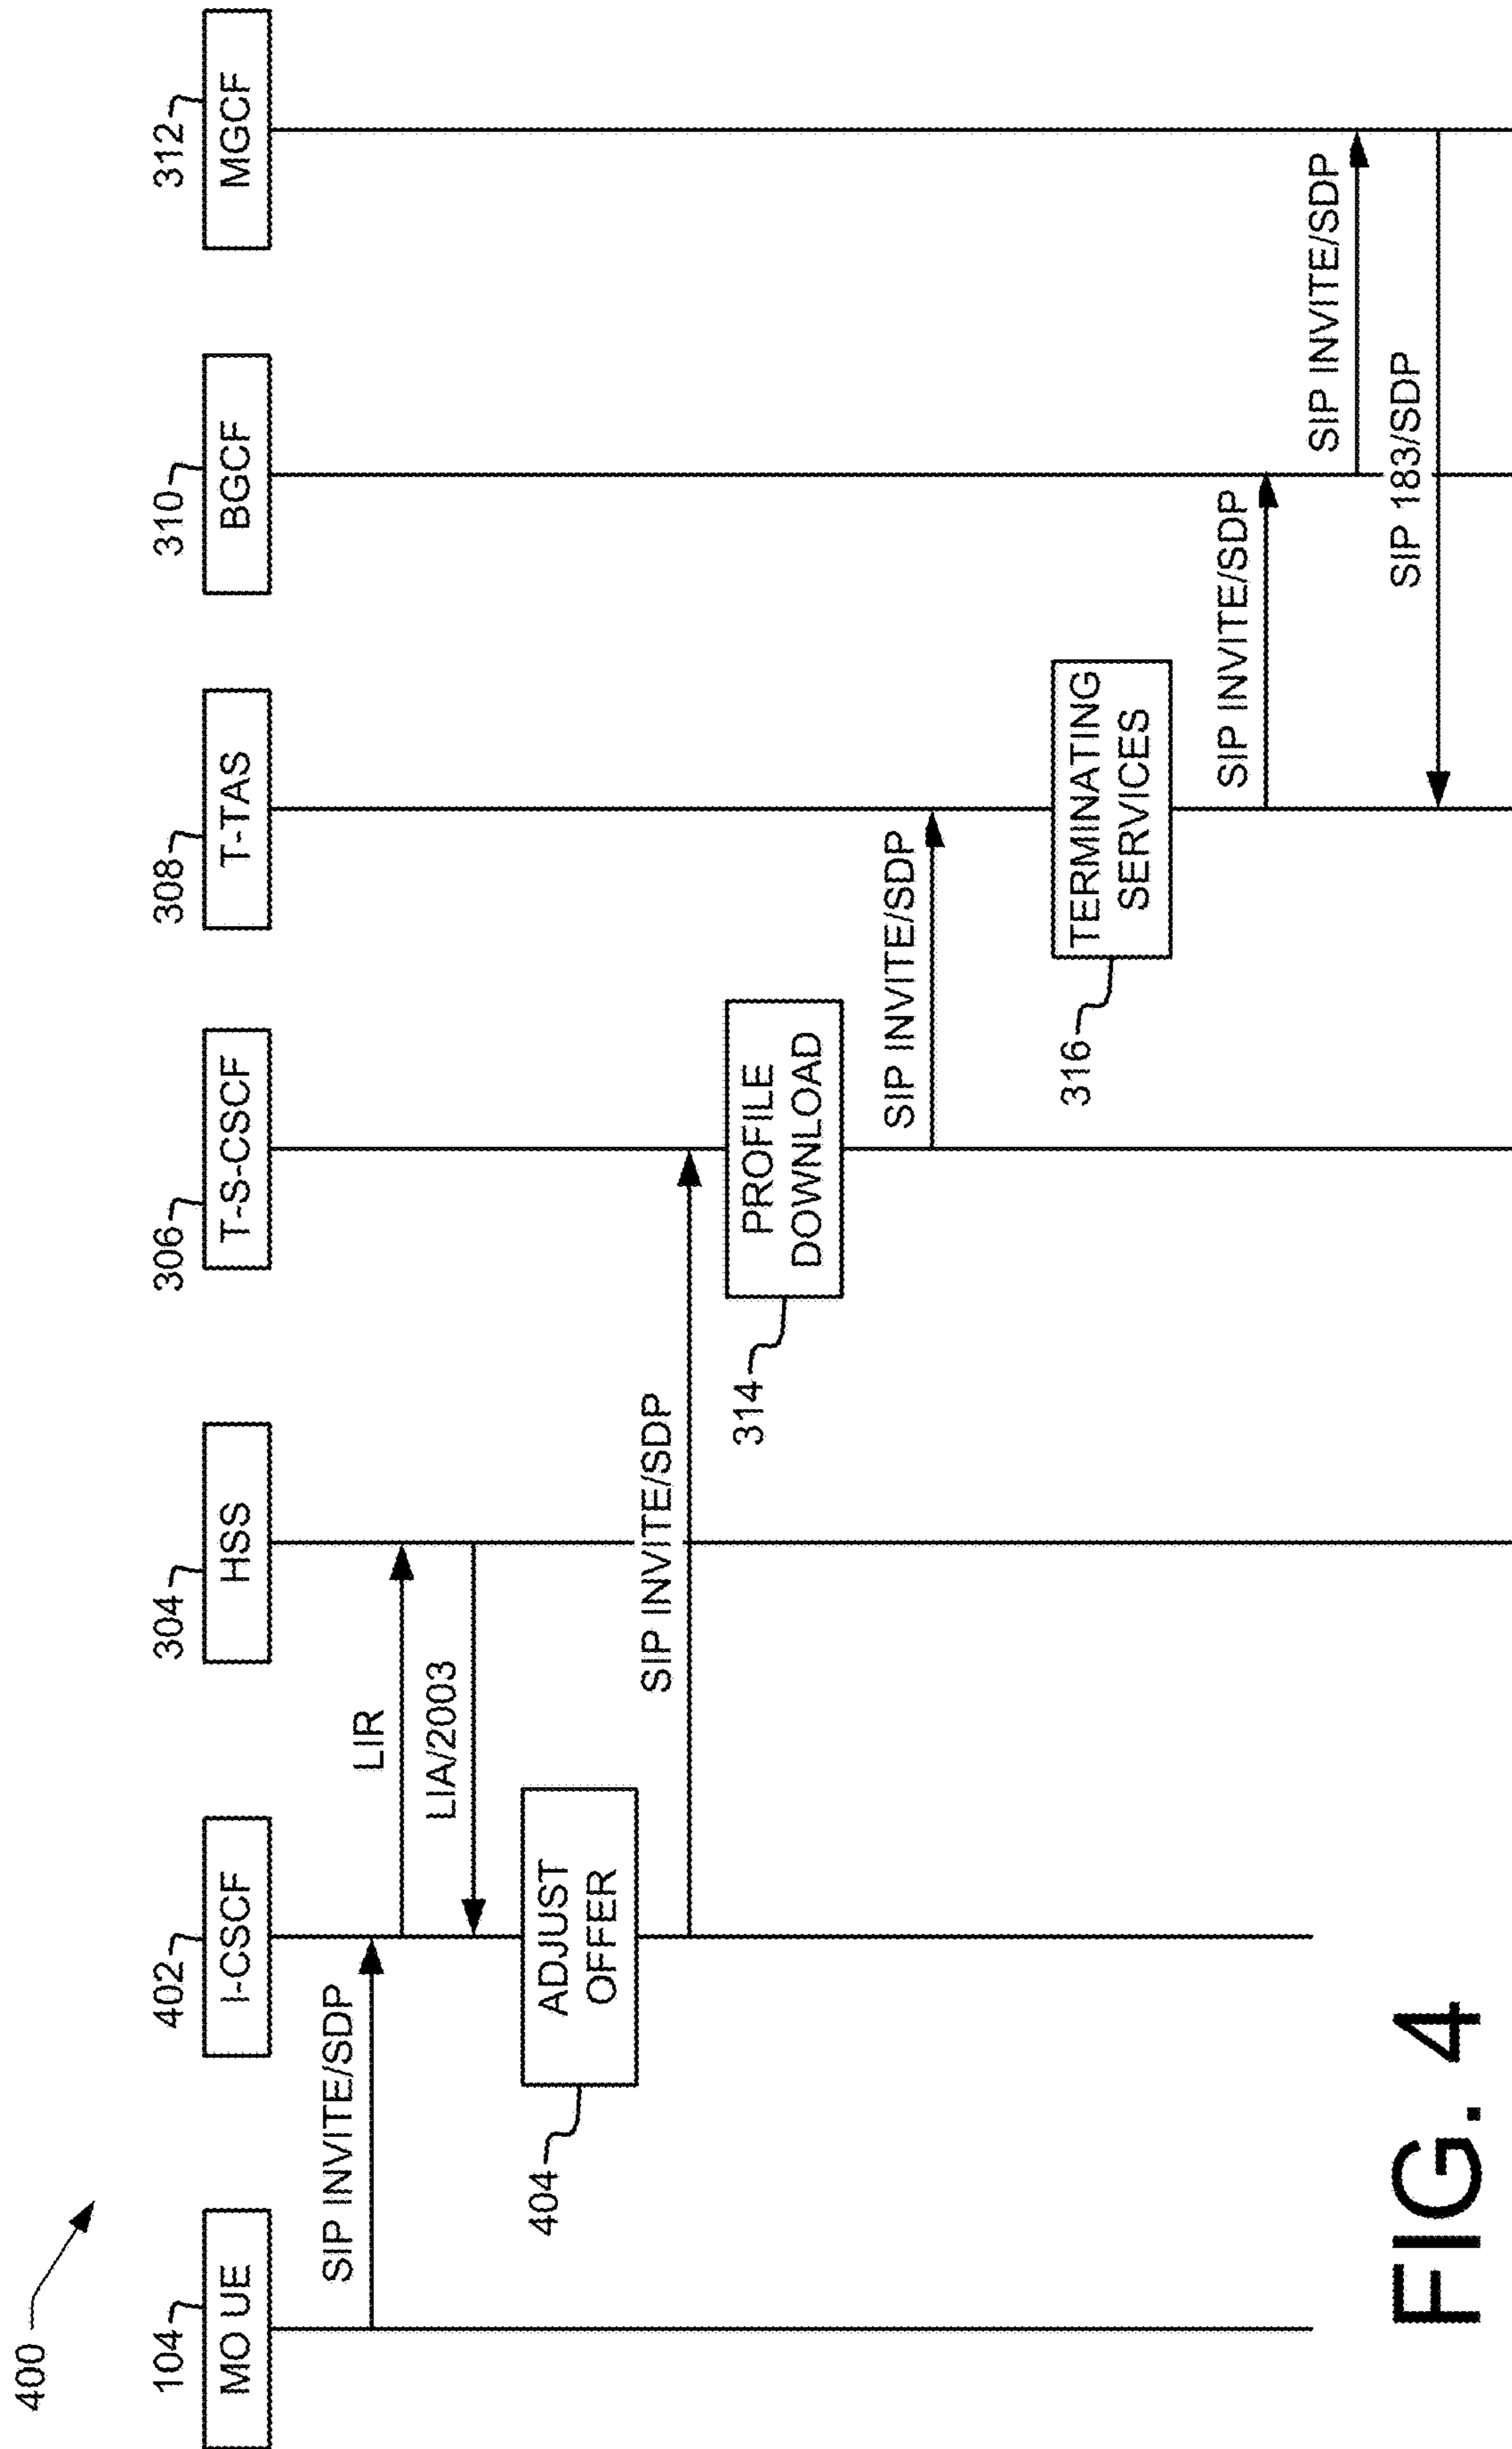 400
104
402
304
306
308
310
312
MO UE
I-CSCF
HSS
T-S-CSCF
T-TAS
BGCF
MGCF
SIP INVITE/SDP
LIR
LIA/2003
404
ADJUST
OFFER
SIP INVITE/SDP
314
PROFILE
DOWNLOAD
SIP INVITE/SDP
316
TERMINATING
SERVICES
SIP INVITE/SDP
SIP INVITE/SDP
SIP 183/SDP
FIG. 4